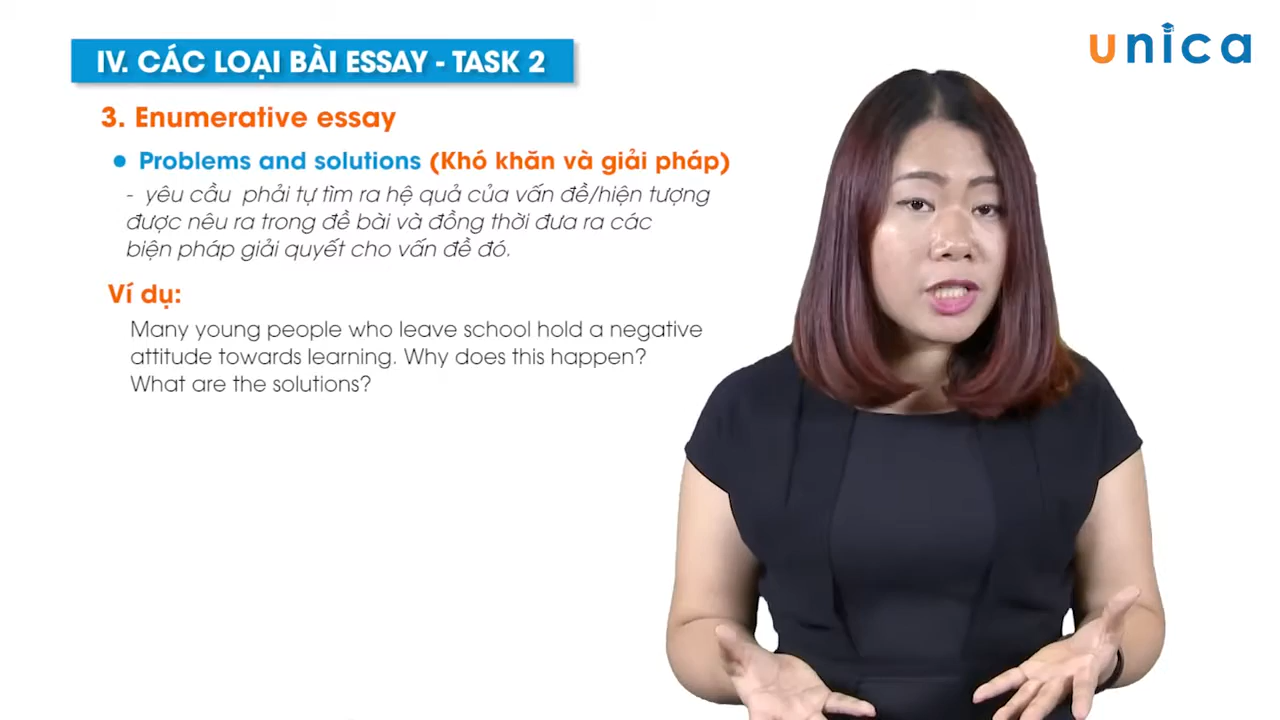 unica
IV. CÁC LOẠI BÀI ESSAY - TASK 2
3. Enumerative essay
• Problems and solutions (Khó khăn và giải pháp)
- yêu cầu phải tự tìm ra hệ quả của vấn đề/hiện tượng
được nêu ra trong đề bài và đồng thời đưa ra các
biện pháp giải quyết cho vấn đề đó.
Ví dụ:
Many young people who leave school hold a negative
attitude towards learning. Why does this happen?
What are the solutions?